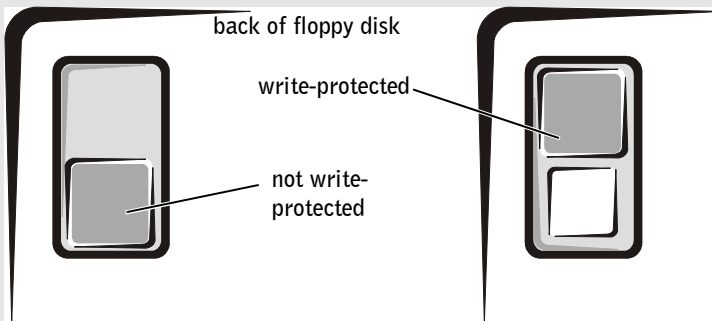 back of floppy disk
write-protected
not write-
protected